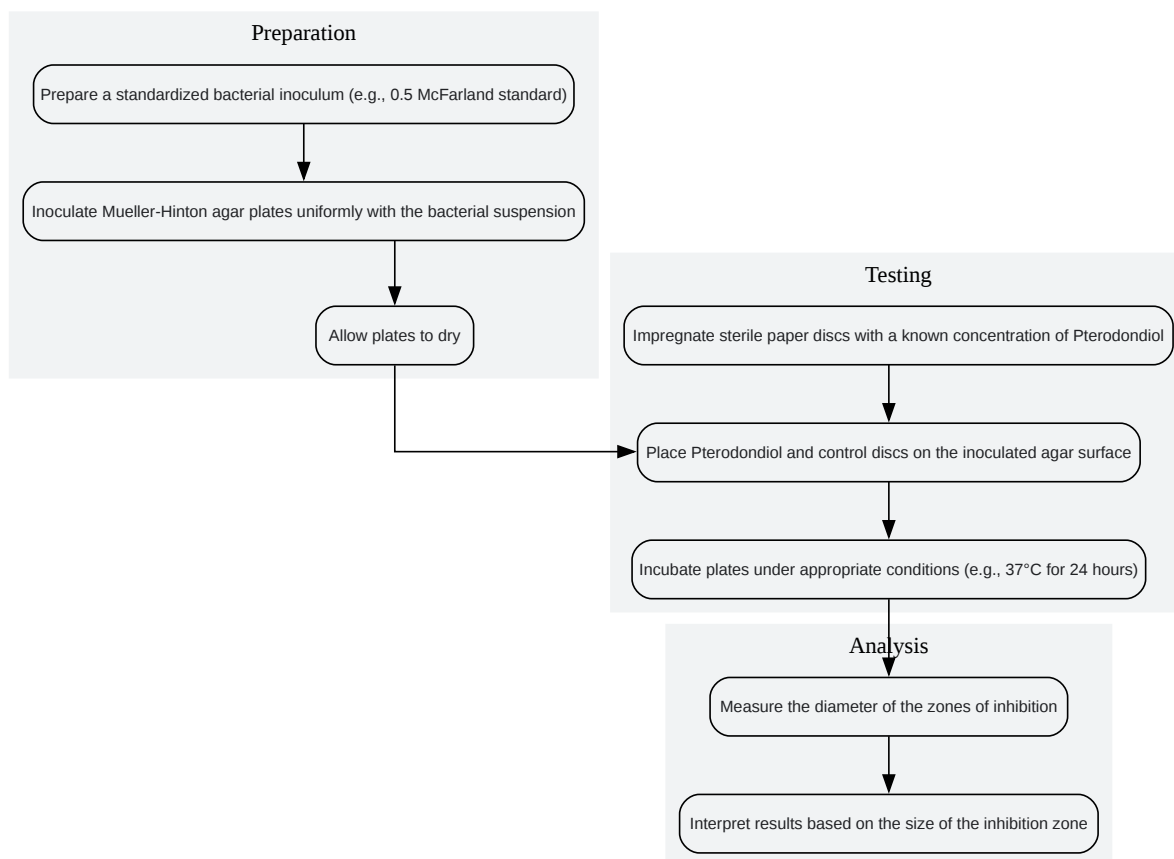 Preparation
Prepare a standardized bacterial inoculum (e.g., 0.5 McFarland standard)
Inoculate Mueller-Hinton agar plates uniformly with the bacterial suspension
Allow plates to dry
Testing
Impregnate sterile paper discs with a known concentration of Pterodondiol
Place Pterodondiol and control discs on the inoculated agar surface
Incubate plates under appropriate conditions (e.g., 37°C for 24 hours)
Analysis
Measure the diameter of the zones of inhibition
Interpret results based on the size of the inhibition zone